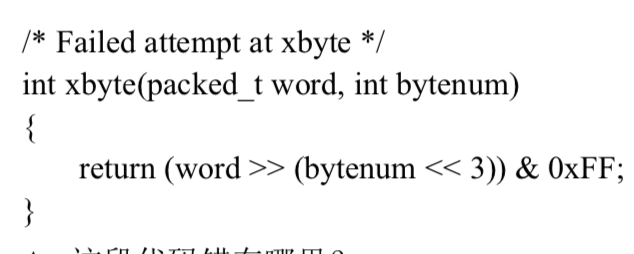 /* Failed attempt at xbyte */
int xbyte(packed_t word, int bytenum)
{
return (word >> (bytenum << 3)) & 0xFF;
}